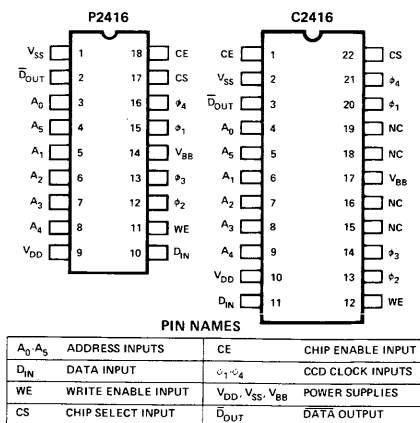 P2416 C2416
VSS 1 18 CE
D̅OUT 2 17 CS
A0 3 16 ϕ4
A5 4 15 ϕ1
A1 5 14 VBB
A2 6 13 ϕ3
A3 7 12 ϕ2
A4 8 11 WE
VDD 9 10 DIN
CE 1 22 CS
VSS 2 21 ϕ4
D̅OUT 3 20 ϕ1
A0 4 19 NC
A5 5 18 NC
A1 6 17 VBB
A2 7 16 NC
A3 8 15 NC
A4 9 14 ϕ3
VDD 10 13 ϕ2
DIN 11 12 WE
PIN NAMES
A0-A5 ADDRESS INPUTS CE CHIP ENABLE INPUT
DIN DATA INPUT ϕ1-ϕ4 CCD CLOCK INPUTS
WE WRITE ENABLE INPUT VDD, VSS, VBB POWER SUPPLIES
CS CHIP SELECT INPUT D̅OUT D̅A̅T̅A̅ OUTPUT